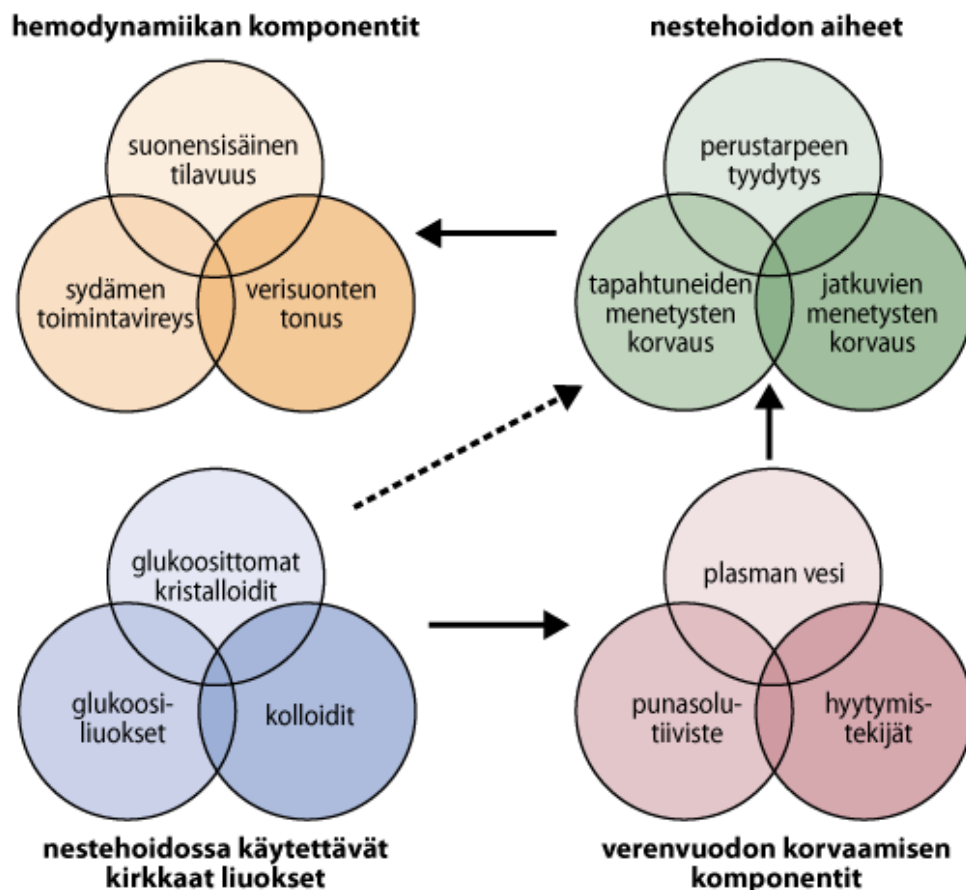 hemodynamiikan komponentit
suonensisäinen
tilavuus
sydämen
toimintavireys
verisuonten
tonus
nestehoidon aiheet
perustarpeen
tyydytys
tapahtuneiden
menetysten
korvaus
jatkuvien
menetysten
korvaus
glukoosittomat
kristalloidit
glukoosi-
liuokset
kolloidit
nestehoidossa käytettävät
kirkkaat liuokset
plasman vesi
punasolu-
tiiviste
hyytymis-
tekijät
verenvuodon korvaamisen
komponentit